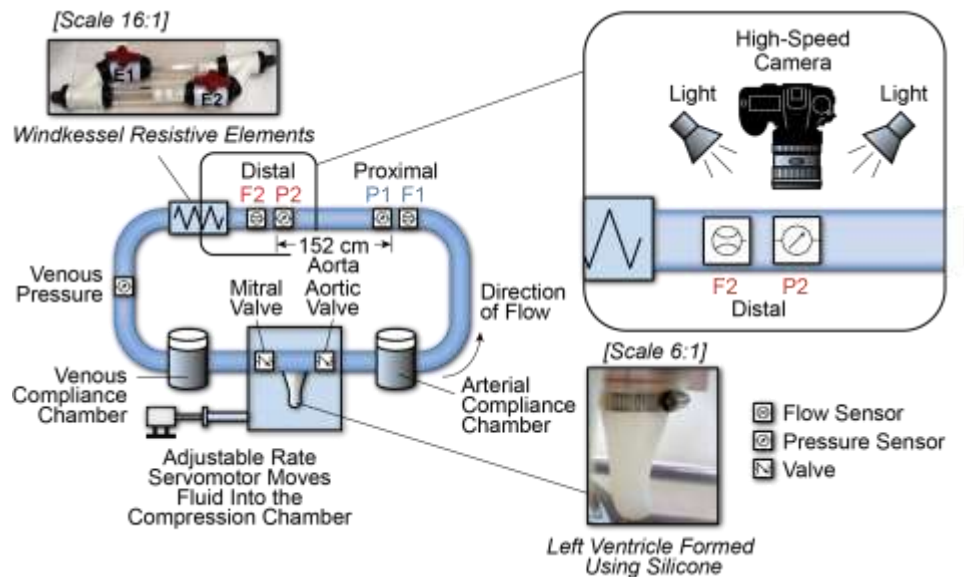 [Scale 16:1]
E1
E2
Windkessel Resistive Elements
Distal
F2 P2
Proximal
P1 F1
152 cm
Aorta
Aortic
Valve
Mitral
Valve
Venous
Pressure
Direction
of Flow
Venous
Compliance
Chamber
Arterial
Compliance
Chamber
Adjustable Rate
Servomotor Moves
Fluid Into the
Compression Chamber
High-Speed
Camera
Light
Light
F2
P2
Distal
[Scale 6:1]
Left Ventricle Formed
Using Silicone
Flow Sensor
Pressure Sensor
Valve